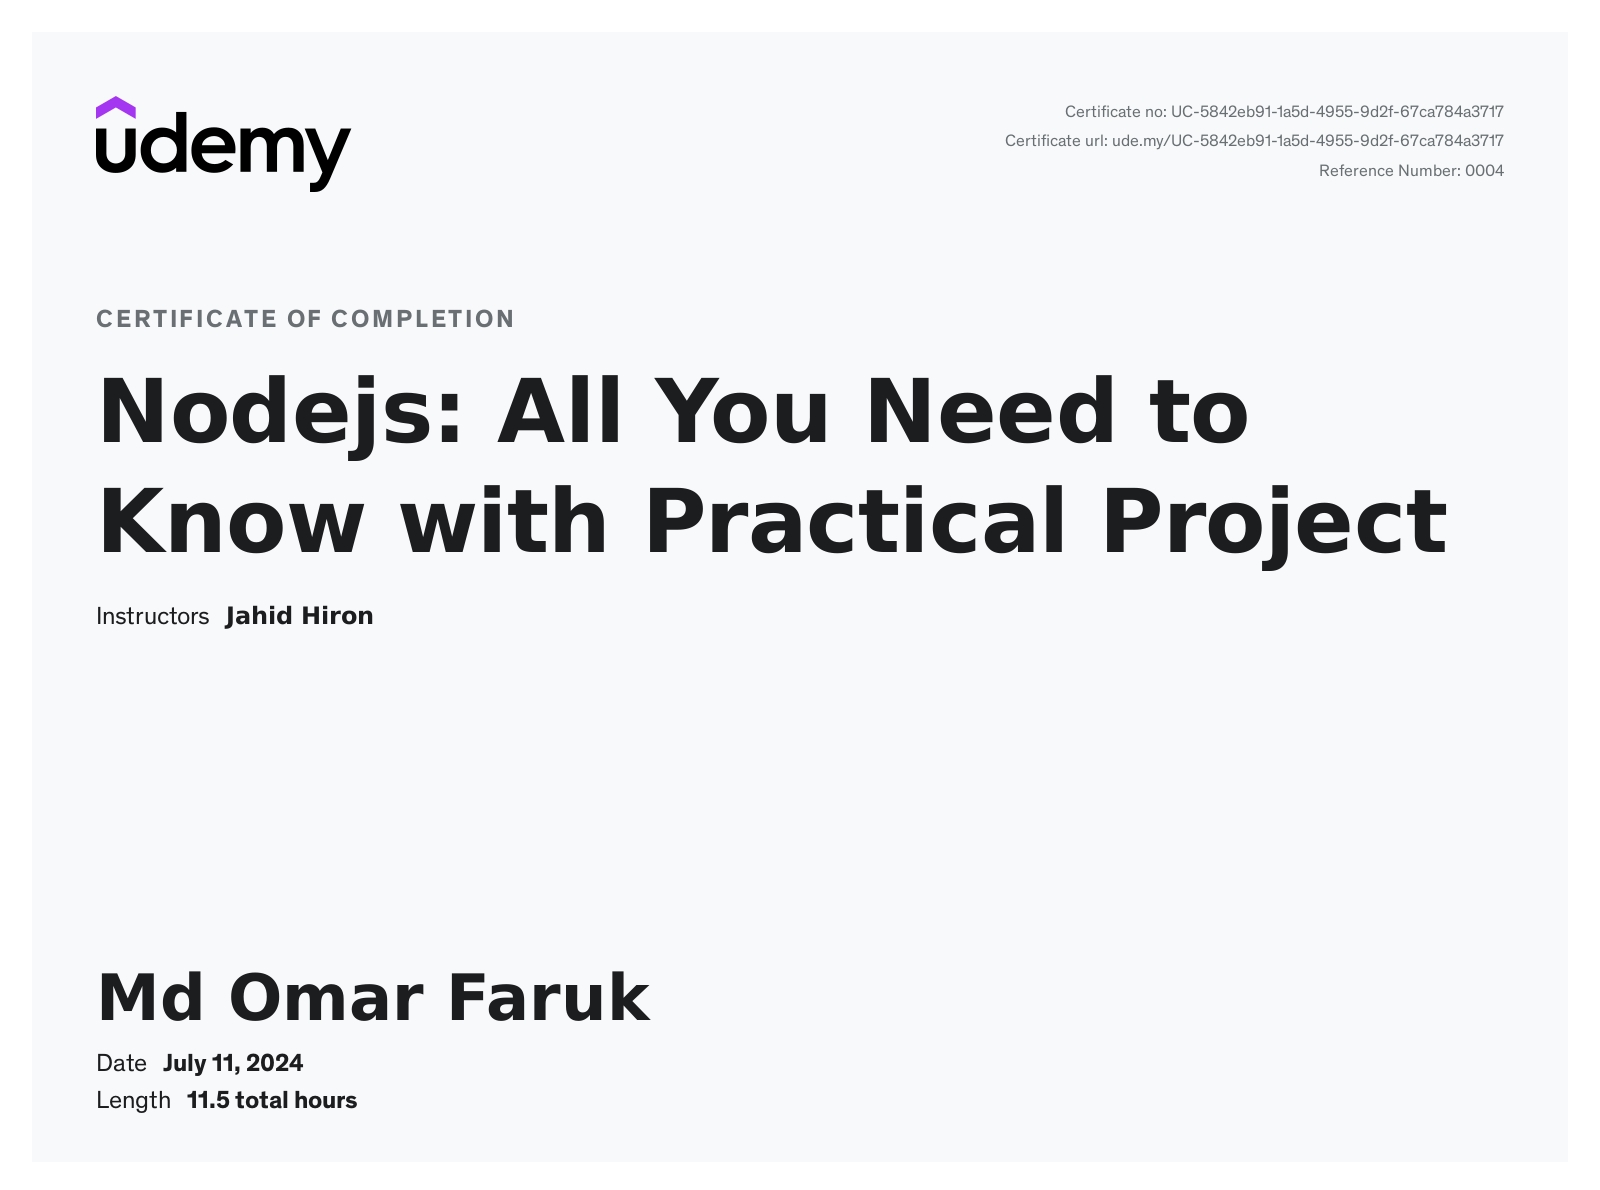 udemy
Certificate no: UC-5842eb91-1a5d-4955-9d2f-67ca784a3717
Certificate url: ude.my/UC-5842eb91-1a5d-4955-9d2f-67ca784a3717
Reference Number: 0004
CERTIFICATE OF COMPLETION
Nodejs: All You Need to
Know with Practical Project
Instructors Jahid Hiron
Md Omar Faruk
Date July 11, 2024
Length 11.5 total hours